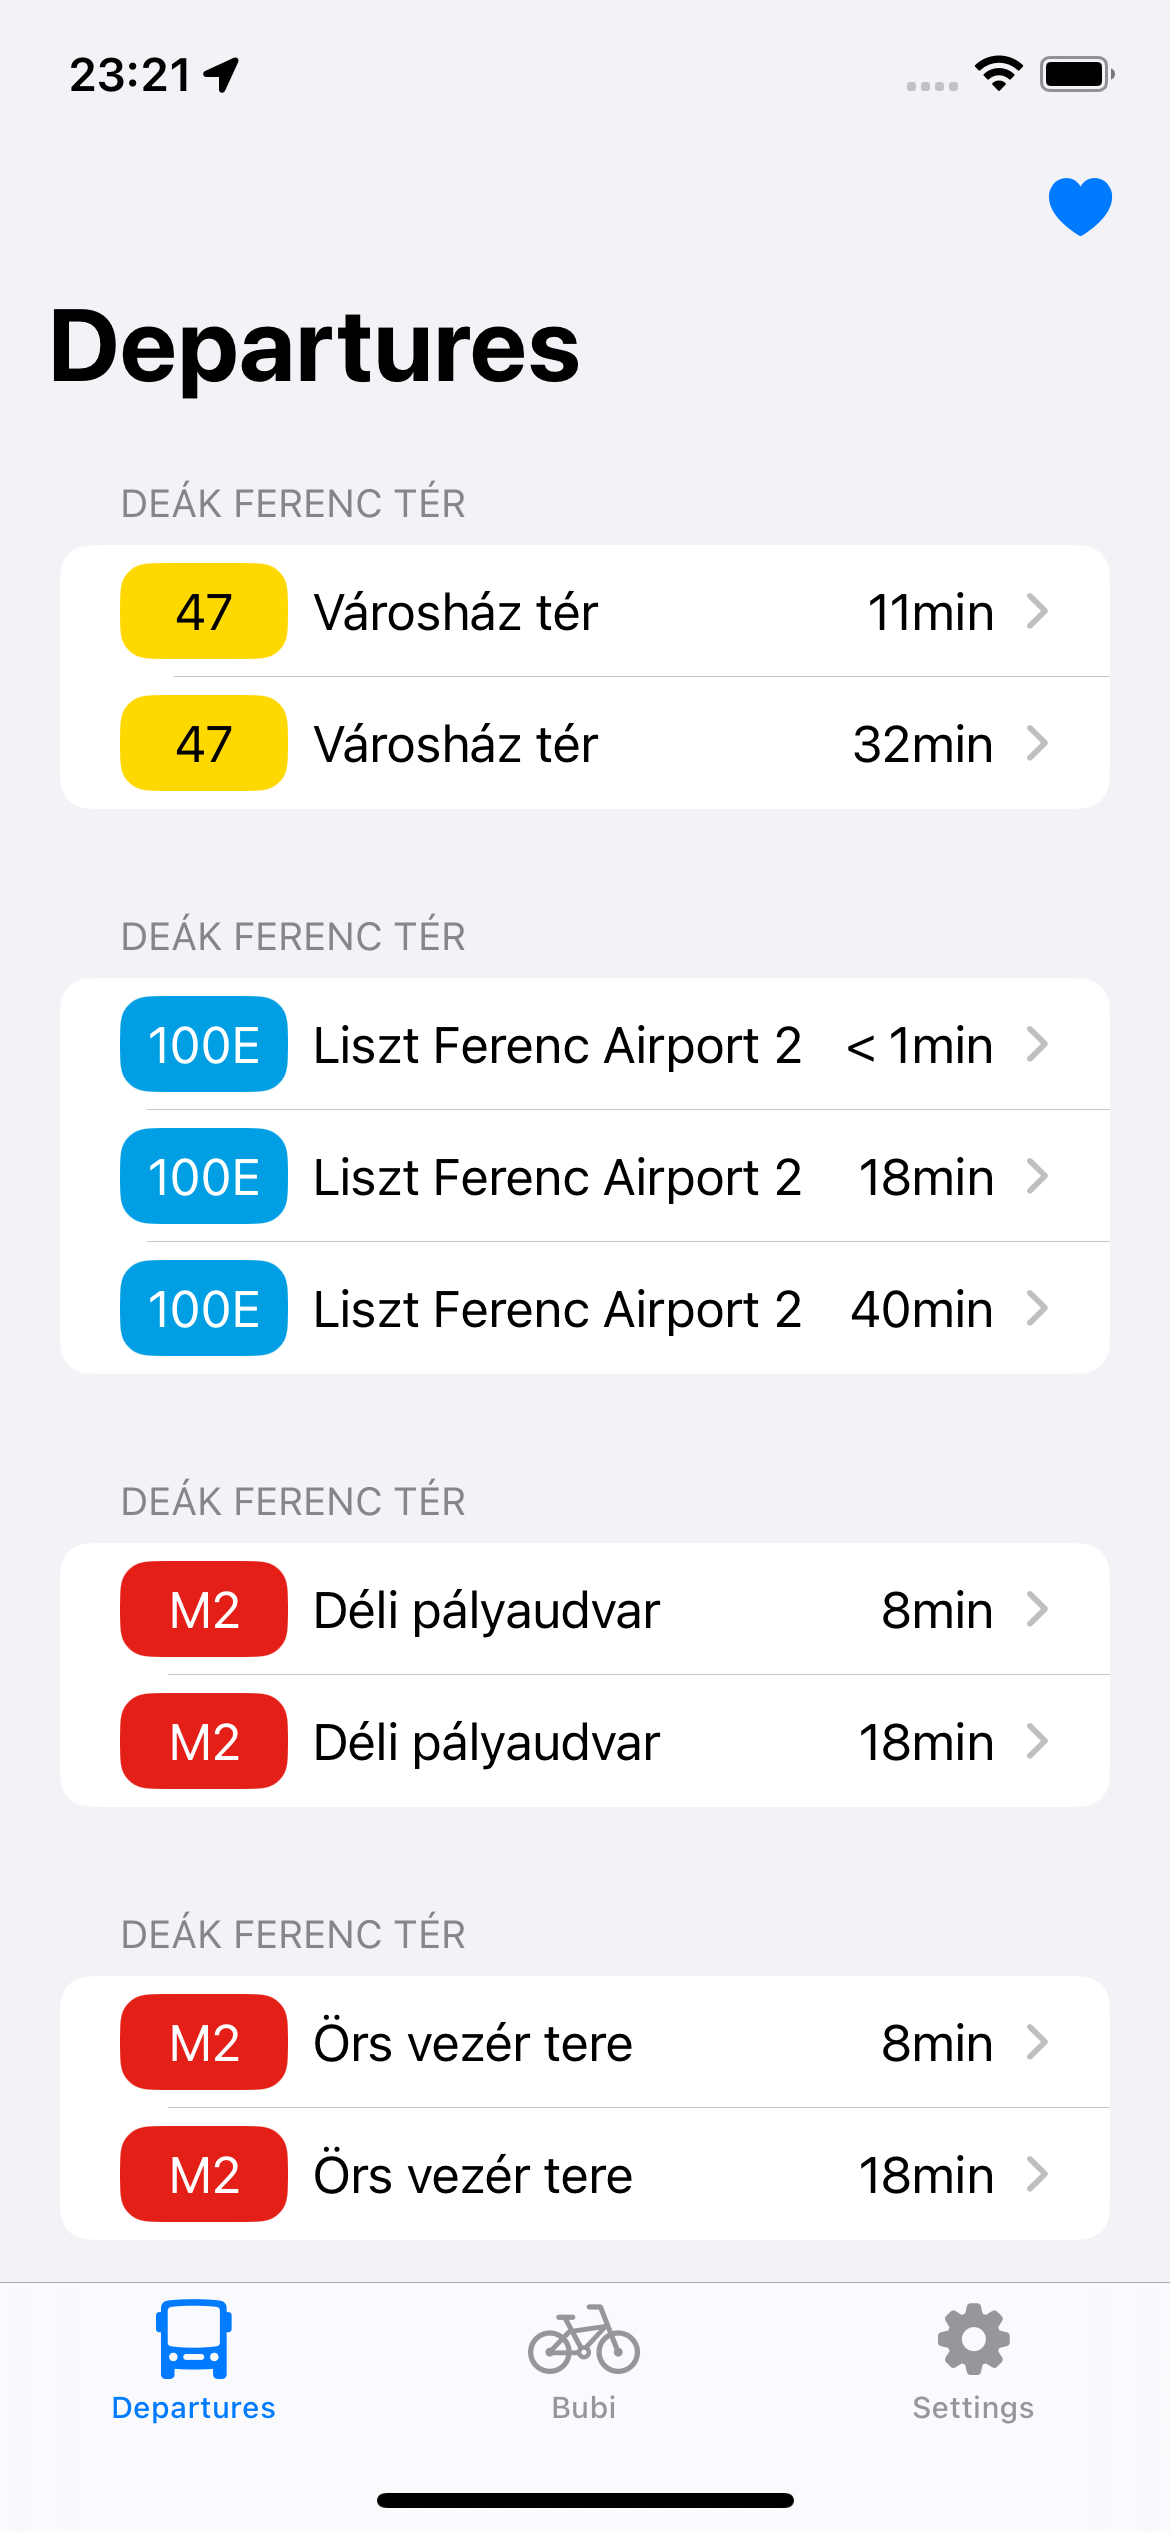 23:21
Departures
DEÁK FERENC TÉR
47 Városház tér 11min
47 Városház tér 32min
DEÁK FERENC TÉR
100E Liszt Ferenc Airport 2 < 1min
100E Liszt Ferenc Airport 2 18min
100E Liszt Ferenc Airport 2 40min
DEÁK FERENC TÉR
M2 Déli pályaudvar 8min
M2 Déli pályaudvar 18min
DEÁK FERENC TÉR
M2 Örs vezér tere 8min
M2 Örs vezér tere 18min
Departures Bubi Settings